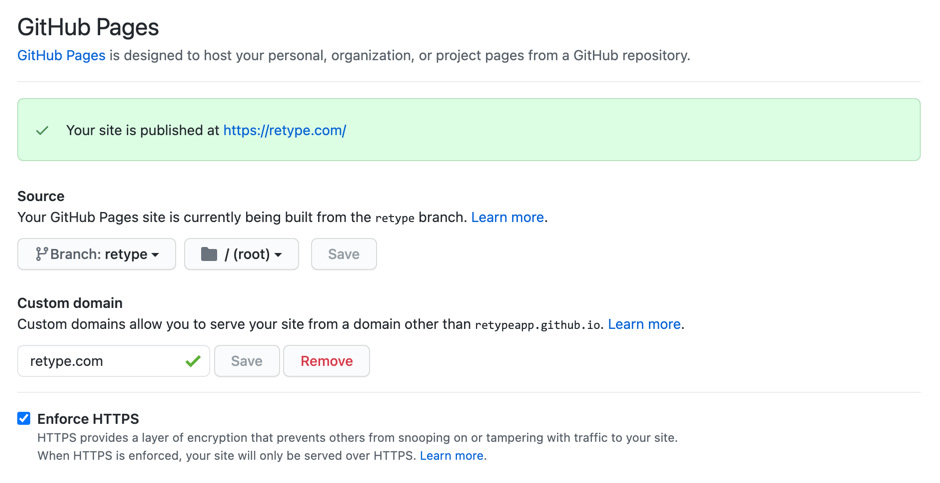 GitHub Pages
GitHub Pages is designed to host your personal, organization, or project pages from a GitHub repository.
Your site is published at https://retype.com/
Source
Your GitHub Pages site is currently being built from the retype branch. Learn more.
Branch: retype / (root) Save
Custom domain
Custom domains allow you to serve your site from a domain other than retypeapp.github.io. Learn more.
retype.com Save Remove
Enforce HTTPS
HTTPS provides a layer of encryption that prevents others from snooping on or tampering with traffic to your site.
When HTTPS is enforced, your site will only be served over HTTPS. Learn more.